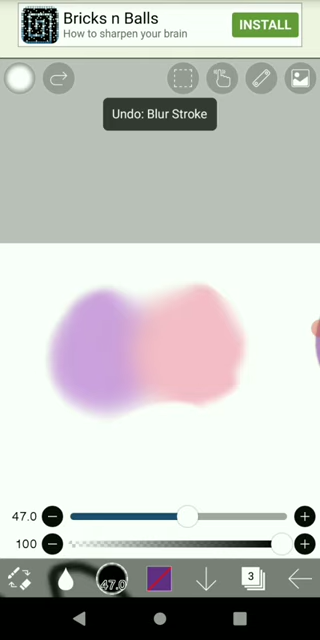 Bricks n Balls
How to sharpen your brain
INSTALL
Undo: Blur Stroke
47.0
100
47.0
3